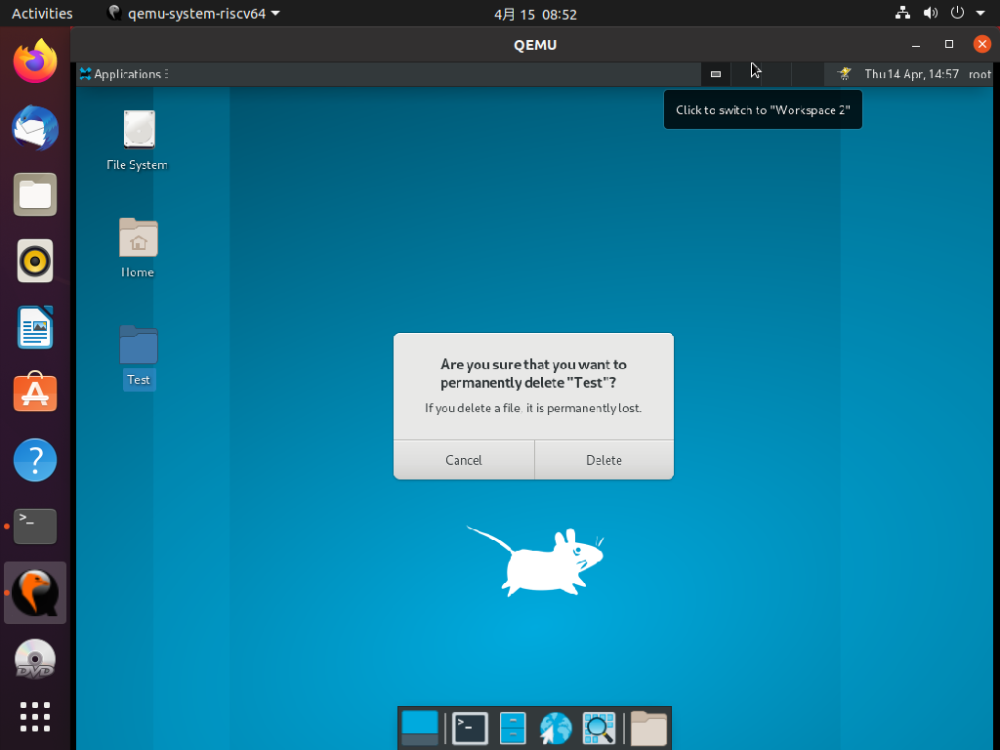 Activities
qemu-system-riscv64
4月 15 08:52
QEMU
Applications
Thu 14 Apr, 14:57
root
Click to switch to "Workspace 2"
File System
Home
Test
Are you sure that you want to
permanently delete "Test"?
If you delete a file, it is permanently lost.
Cancel
Delete
DVD